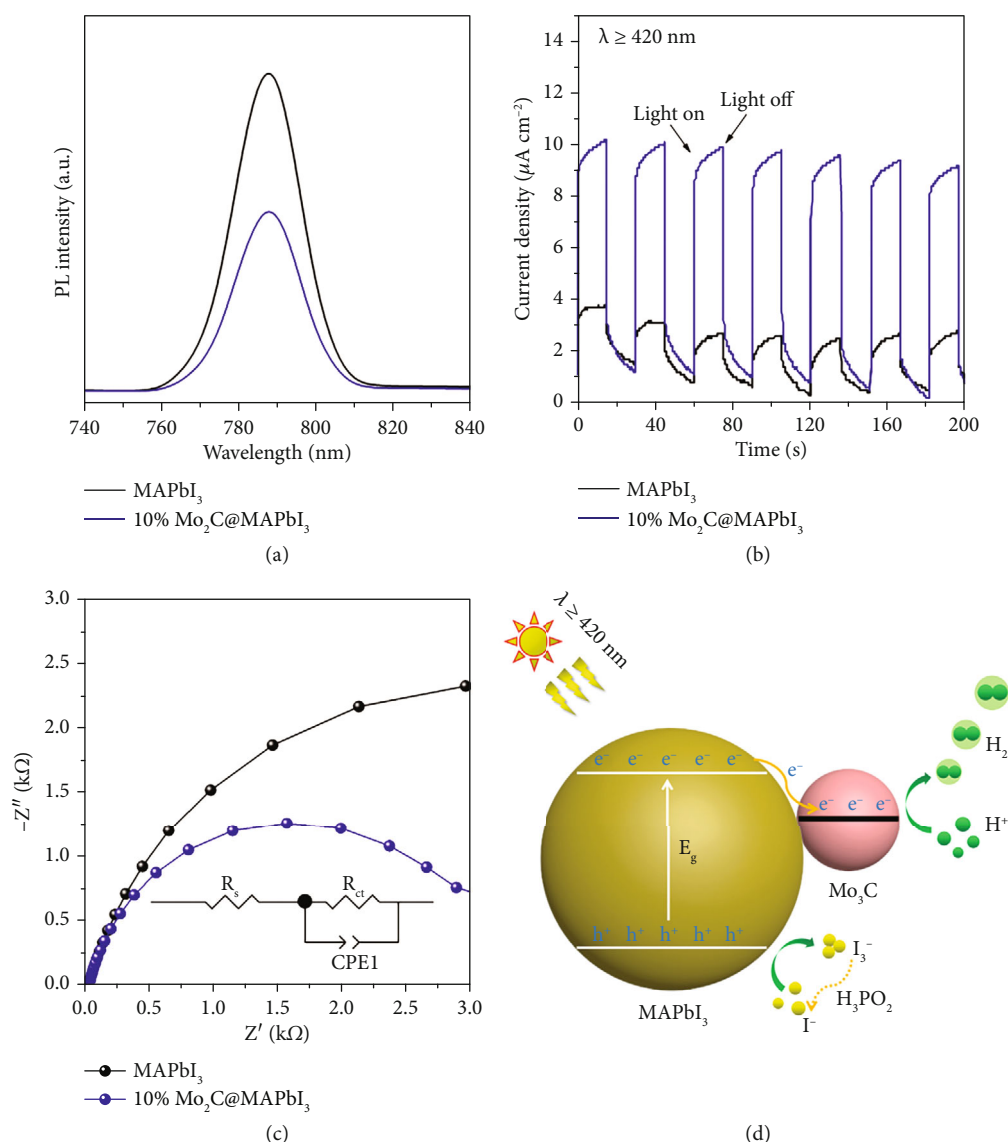 PL intensity (a.u.)
740 760 780 800 820 840
Wavelength (nm)
MAPbI₃
10% Mo₂C@MAPbI₃
(a)
λ ≥ 420 nm
Light on
Light off
Current density (μA cm⁻²)
14
12
10
8
6
4
2
0
0 40 80 120 160 200
Time (s)
MAPbI₃
10% Mo₂C@MAPbI₃
(b)
−Z″ (kΩ)
3.0
2.5
2.0
1.5
1.0
0.5
0.0
Rₛ
R_ct
CPE1
0.0 0.5 1.0 1.5 2.0 2.5 3.0
Z′ (kΩ)
MAPbI₃
10% Mo₂C@MAPbI₃
(c)
λ ≥ 420 nm
e⁻ e⁻ e⁻ e⁻ e⁻
e⁻
e⁻ e⁻ e⁻
H₂
H⁺
E_g
Mo₃C
h⁺ h⁺ h⁺ h⁺ h⁺
I₃⁻
H₃PO₂
I⁻
MAPbI₃
(d)